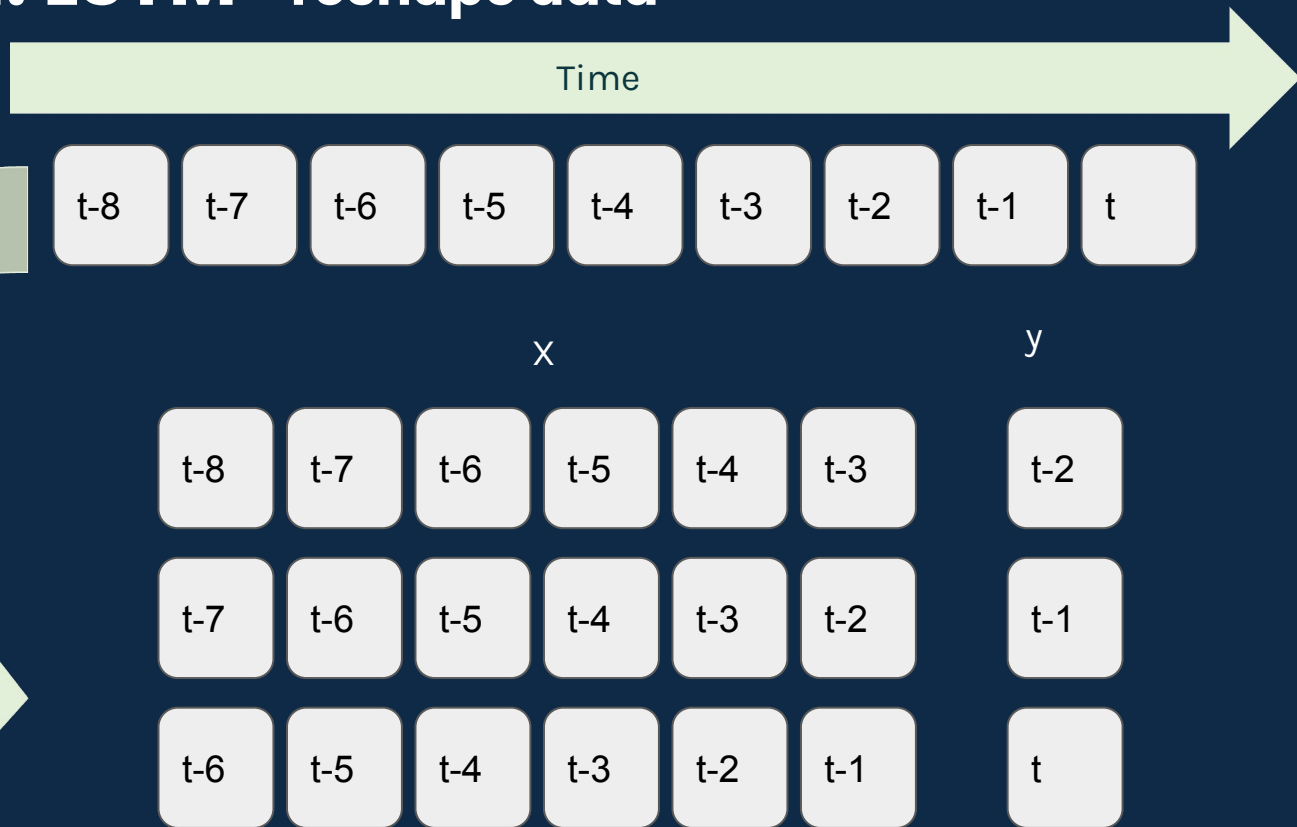 LSTM - reshape data
Time
t-8 t-7 t-6 t-5 t-4 t-3 t-2 t-1 t
X y
t-8 t-7 t-6 t-5 t-4 t-3 t-2
t-7 t-6 t-5 t-4 t-3 t-2 t-1
t-6 t-5 t-4 t-3 t-2 t-1 t